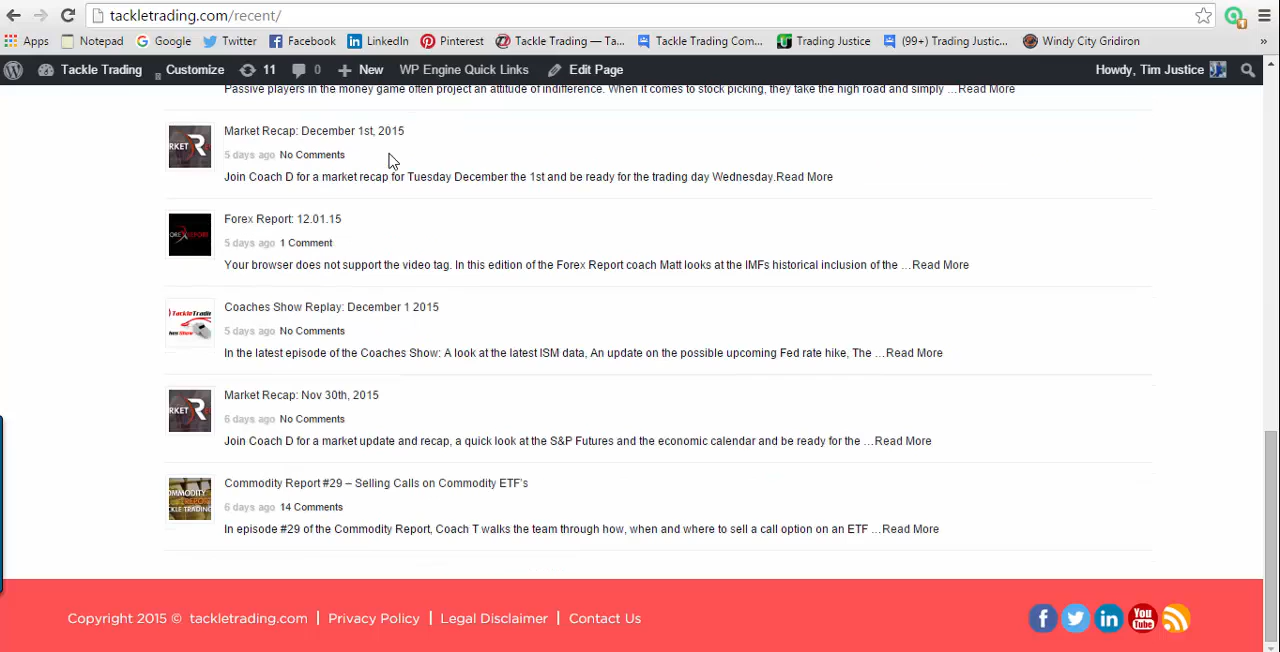 tackletrading.com/recent/
Apps Notepad Google Twitter Facebook LinkedIn Pinterest Tackle Trading — Ta... Tackle Trading Com... Trading Justice (99+) Trading Justic... Windy City Gridiron »
Tackle Trading Customize 11 0 New WP Engine Quick Links Edit Page Howdy, Tim Justice
Passive players in the money game often project an attitude of indifference. When it comes to stock picking, they take the high road and simply ...Read More
Market Recap: December 1st, 2015
5 days ago No Comments
Join Coach D for a market recap for Tuesday December the 1st and be ready for the trading day Wednesday.Read More
Forex Report: 12.01.15
5 days ago 1 Comment
Your browser does not support the video tag. In this edition of the Forex Report coach Matt looks at the IMFs historical inclusion of the ...Read More
Coaches Show Replay: December 1 2015
5 days ago No Comments
In the latest episode of the Coaches Show: A look at the latest ISM data, An update on the possible upcoming Fed rate hike, The ...Read More
Market Recap: Nov 30th, 2015
6 days ago No Comments
Join Coach D for a market update and recap, a quick look at the S&P Futures and the economic calendar and be ready for the ...Read More
Commodity Report #29 – Selling Calls on Commodity ETF's
6 days ago 14 Comments
In episode #29 of the Commodity Report, Coach T walks the team through how, when and where to sell a call option on an ETF ...Read More
Copyright 2015 © tackletrading.com | Privacy Policy | Legal Disclaimer | Contact Us